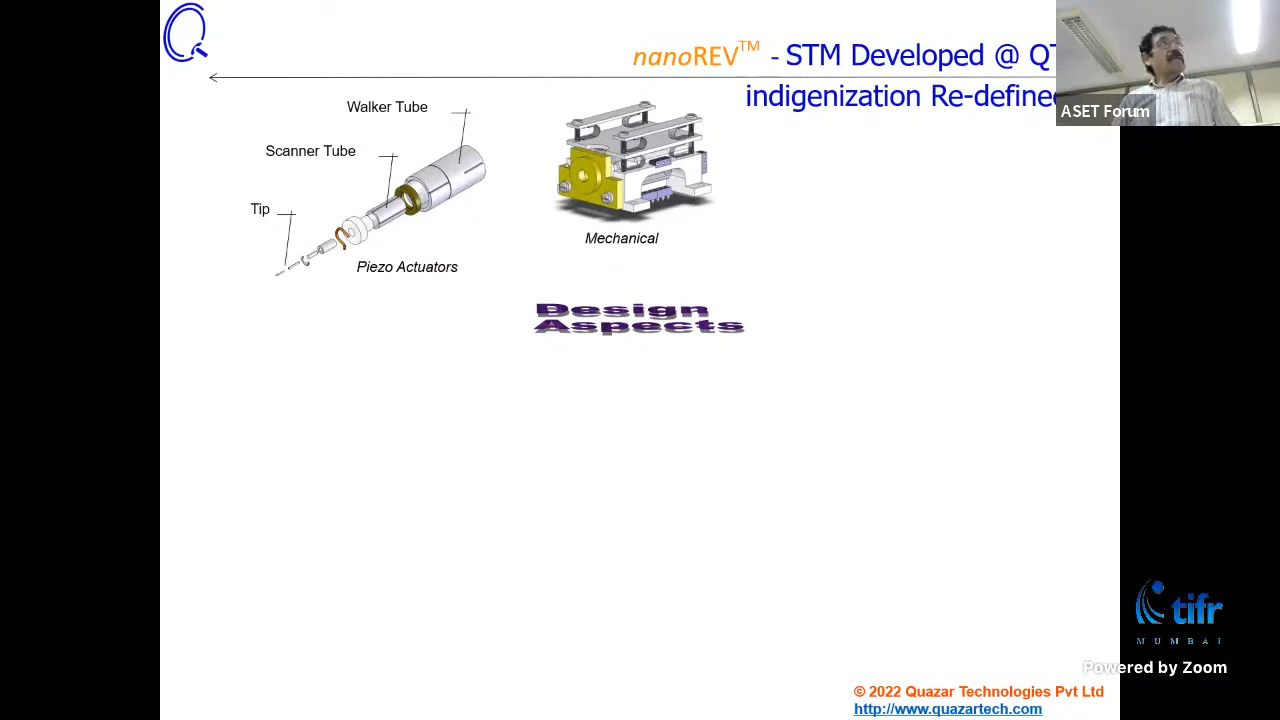 nanoREV™ - STM Developed @ QT
indigenization Re-define
ASET Forum
Walker Tube
Scanner Tube
Tip
Piezo Actuators
Mechanical
Design
Aspects
tifr
MUMBAI
Powered by Zoom
© 2022 Quazar Technologies Pvt Ltd
http://www.quazartech.com